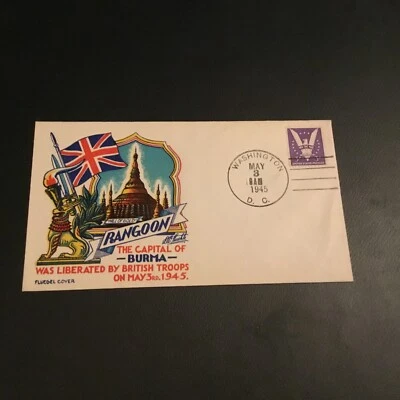 RANGOON
THE CAPITAL OF
— BURMA —
WAS LIBERATED BY BRITISH TROOPS
ON MAY 3RD. 1945.
FLUEGEL COVER
WASHINGTON
MAY
3
1945
D. C.